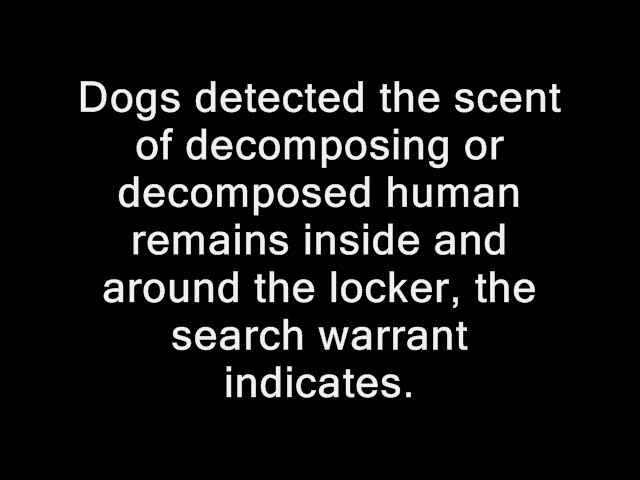 Dogs detected the scent
of decomposing or
decomposed human
remains inside and
around the locker, the
search warrant
indicates.